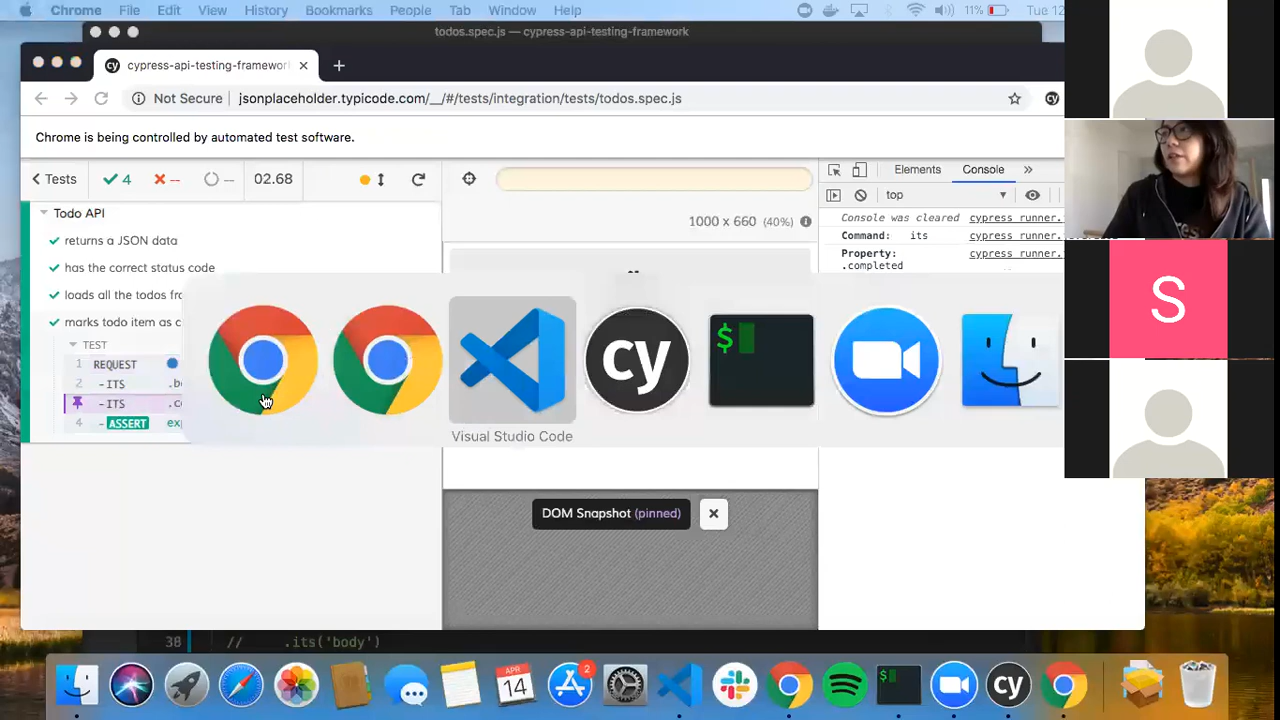 Chrome File Edit View History Bookmarks People Tab Window Help 11% Tue 12
todos.spec.js — cypress-api-testing-framework
cypress-api-testing-framewor
Not Secure jsonplaceholder.typicode.com/__/#/tests/integration/tests/todos.spec.js
Chrome is being controlled by automated test software.
Tests 4 -- -- 02.68
Elements Console »
top
1000 x 660 (40%)
Todo API
returns a JSON data
has the correct status code
loads all the todos fr
marks todo item as c
TEST
1 REQUEST
2 -ITS .b
-ITS .c
4 -ASSERT ex
Console was cleared cypress_runner.
Command: its cypress_runner.
Property: cypress_runner.
.completed
cy
$
Visual Studio Code
S
DOM Snapshot (pinned)
38 // .its('body')
APR
14
2
cy
$